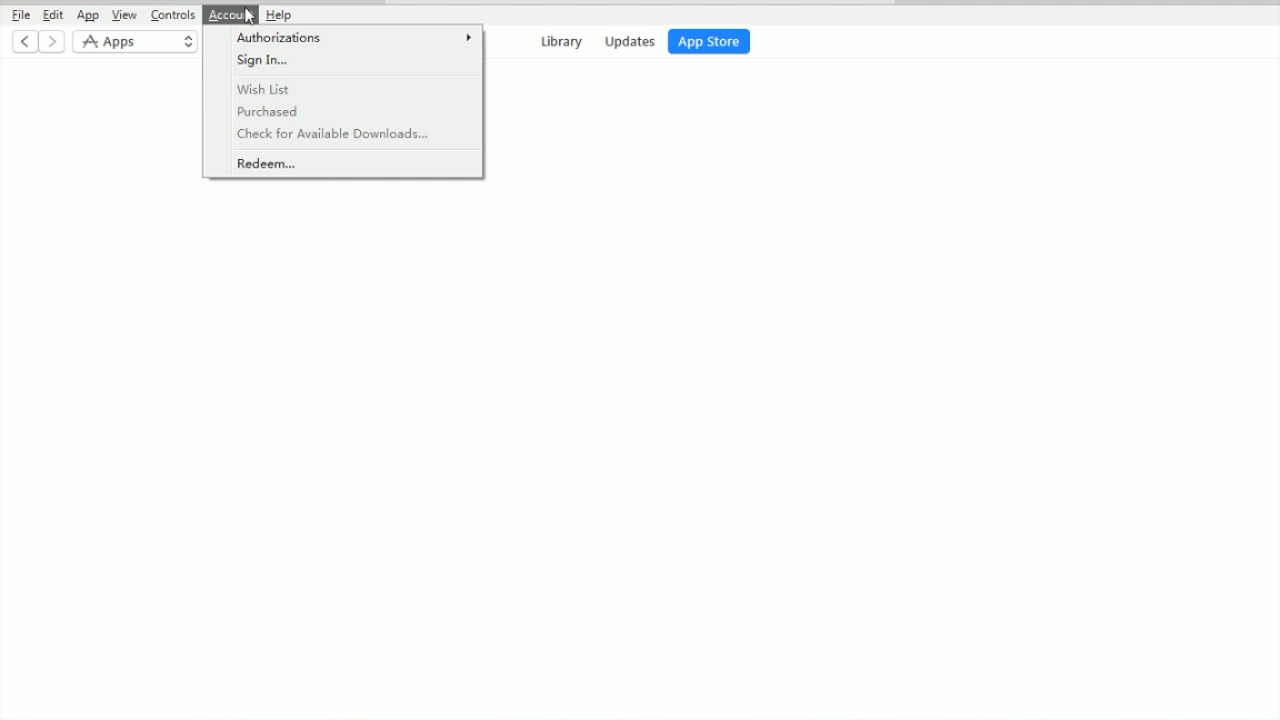 File Edit App View Controls Help
Apps Library Updates App Store
Authorizations
Sign In...
Wish List
Purchased
Check for Available Downloads...
Redeem...